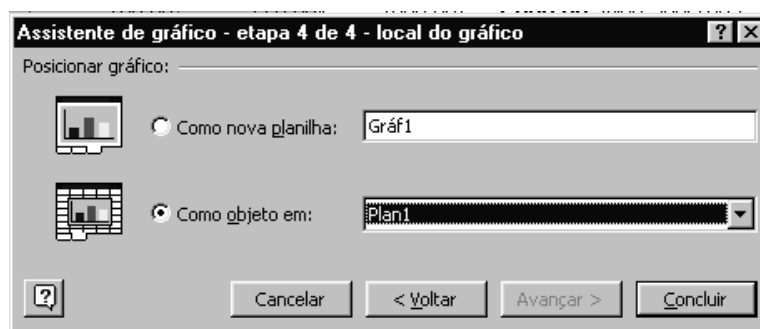 Assistente de gráfico - etapa 4 de 4 - local do gráfico
Posicionar gráfico:
Como nova planilha: Gráf1
Como objeto em: Plan1
Cancelar < Voltar Avançar > Concluir